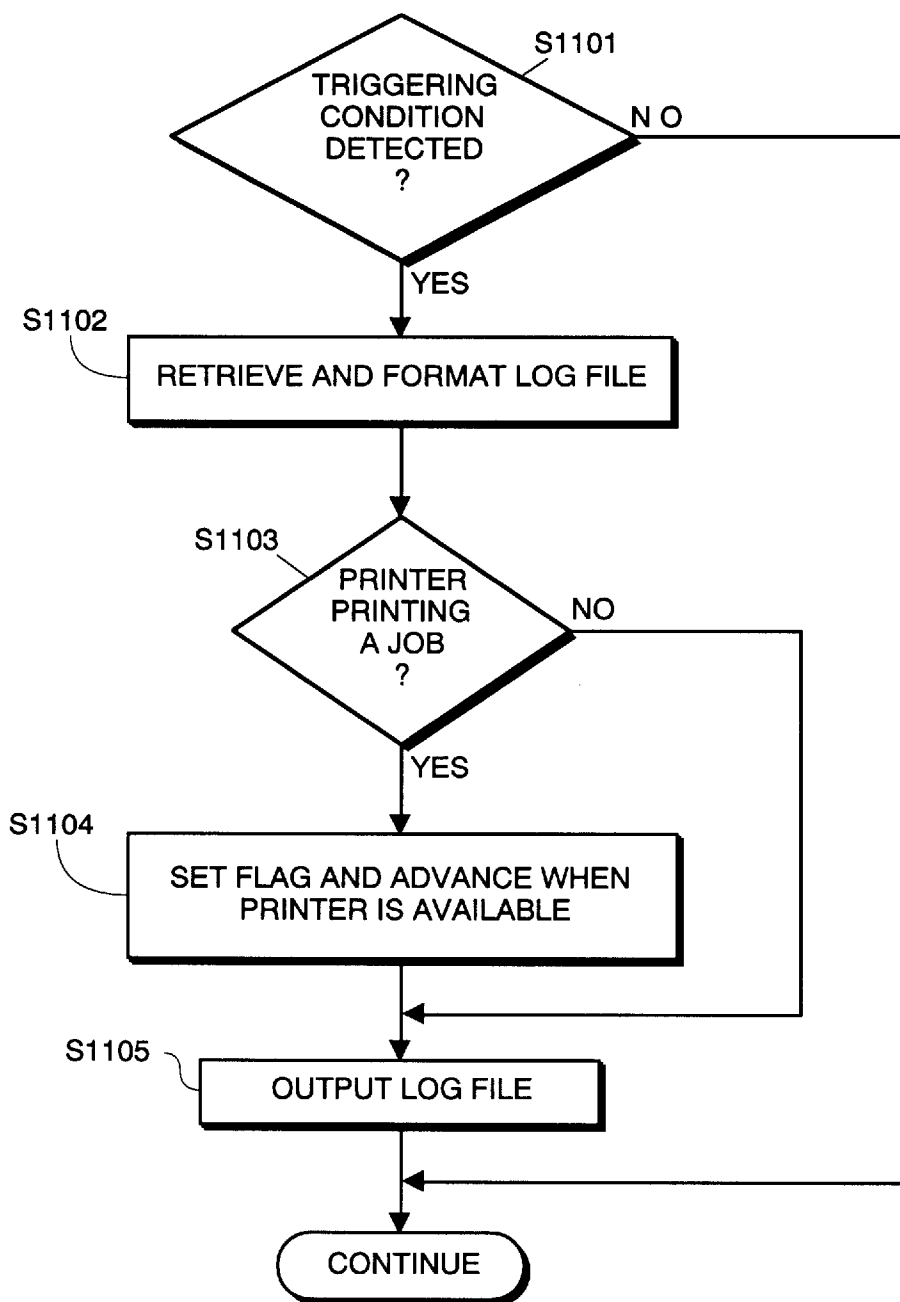 S1101
TRIGGERING
CONDITION
DETECTED
?
N O
YES
S1102
RETRIEVE AND FORMAT LOG FILE
S1103
PRINTER
PRINTING
A JOB
?
NO
YES
S1104
SET FLAG AND ADVANCE WHEN
PRINTER IS AVAILABLE
S1105
OUTPUT LOG FILE
CONTINUE